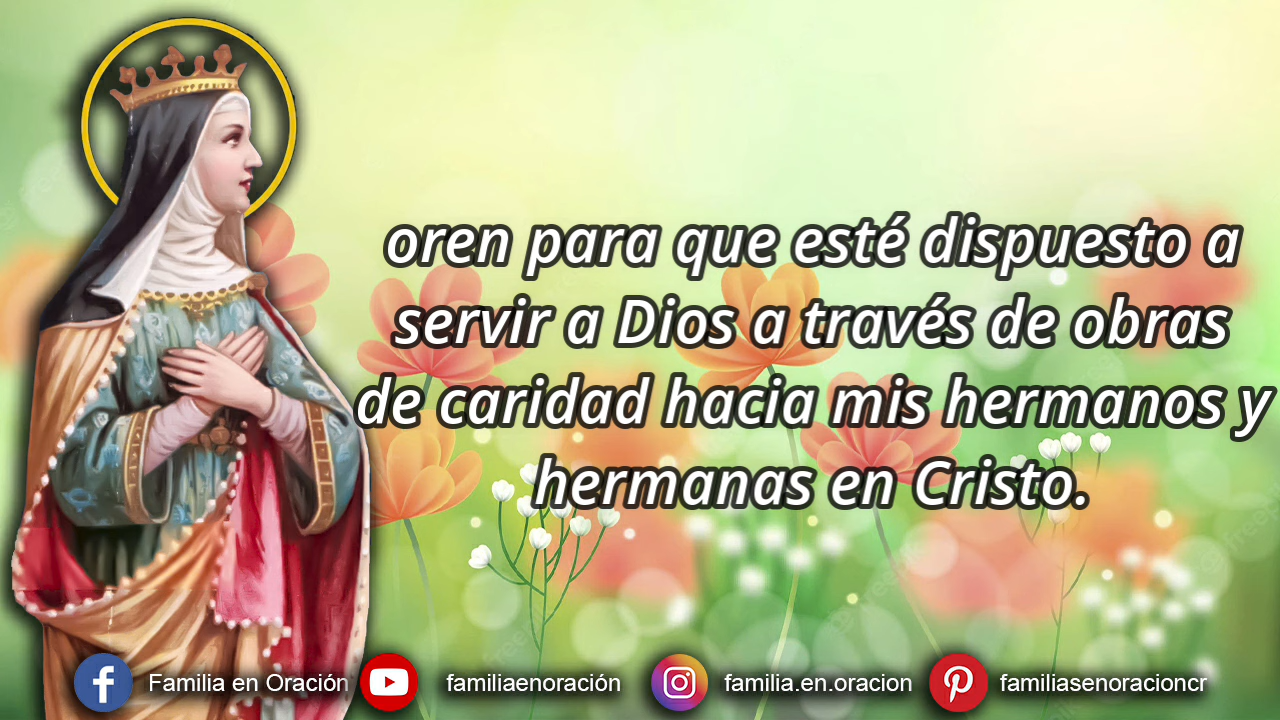 oren para que esté dispuesto a
servir a Dios a través de obras
de caridad hacia mis hermanos y
hermanas en Cristo.
Familia en Oración
familiaenoración
familia.en.oracion
familiasenoracioncr